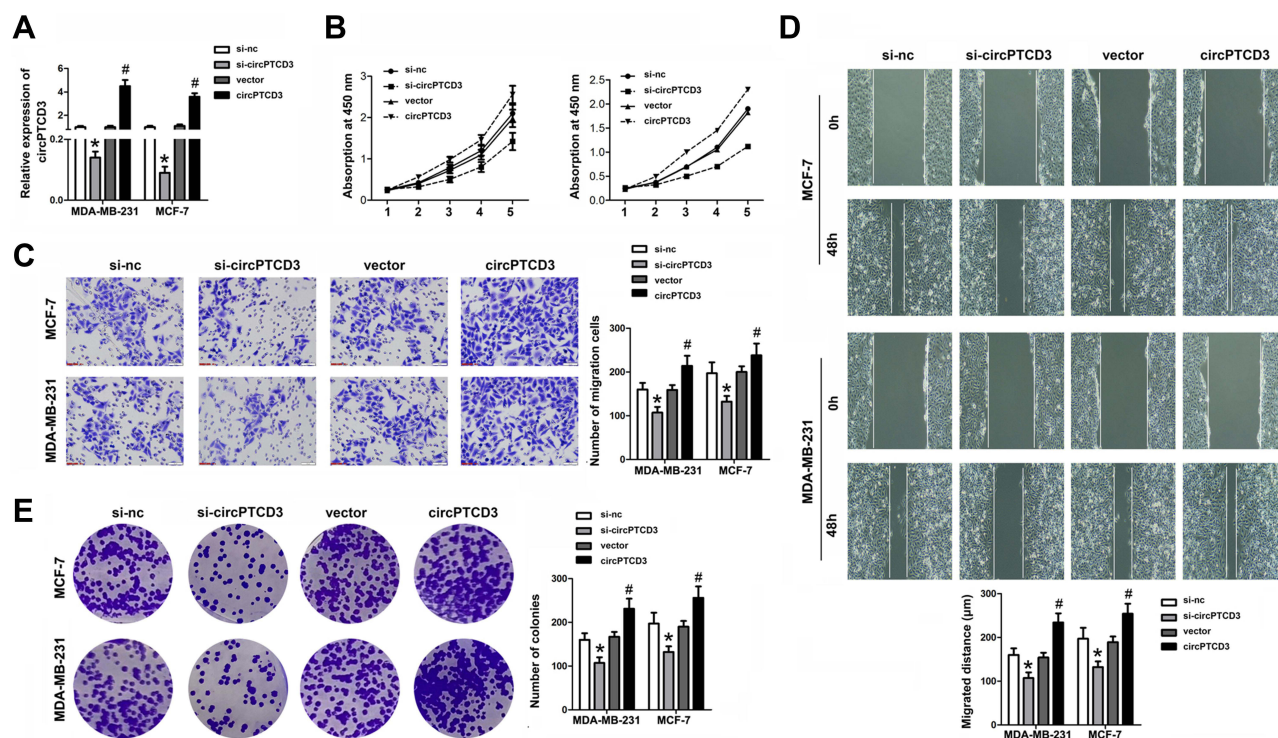 A
si-nc
si-circPTCD3
vector
circPTCD3
Relative expression of
circPTCD3
6
4
2
0
0.2
0.0
*
#
*
#
MDA-MB-231 MCF-7
B
si-nc
si-circPTCD3
vector
circPTCD3
Absorption at 450 nm
3
2
1
0
1 2 3 4 5
si-nc
si-circPTCD3
vector
circPTCD3
Absorption at 450 nm
2.5
2.0
1.5
1.0
0.5
0.0
1 2 3 4 5
C
si-nc si-circPTCD3 vector circPTCD3
MCF-7
MDA-MB-231
si-nc
si-circPTCD3
vector
circPTCD3
Number of migration cells
300
200
100
0
*
#
*
#
MDA-MB-231 MCF-7
D
si-nc si-circPTCD3 vector circPTCD3
MCF-7
0h
48h
MDA-MB-231
0h
48h
Migrated distance (μm)
300
200
100
0
*
#
*
#
MDA-MB-231 MCF-7
si-nc
si-circPTCD3
vector
circPTCD3
E
si-nc si-circPTCD3 vector circPTCD3
MCF-7
MDA-MB-231
si-nc
si-circPTCD3
vector
circPTCD3
Number of colonies
300
200
100
0
*
#
*
#
MDA-MB-231 MCF-7